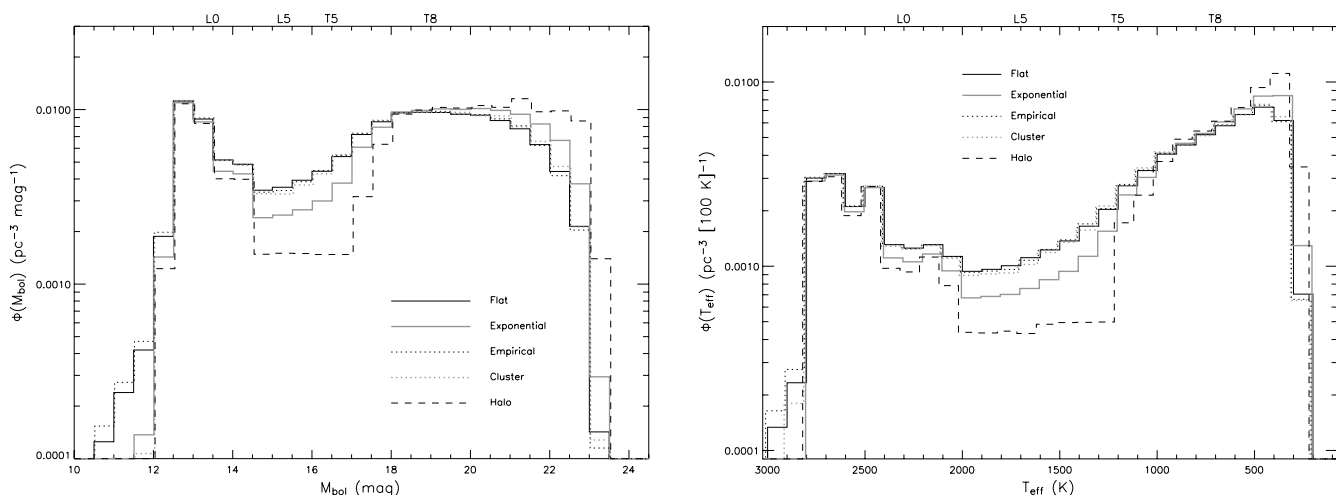 L0 L5 T5 T8
0.0100
0.0010
0.0001
Φ(M_bol) (pc⁻³ mag⁻¹)
Flat
Exponential
Empirical
Cluster
Halo
10 12 14 16 18 20 22 24
M_bol (mag)
L0 L5 T5 T8
0.0100
0.0010
0.0001
Φ(T_eff) (pc⁻³ [100 K]⁻¹)
Flat
Exponential
Empirical
Cluster
Halo
3000 2500 2000 1500 1000 500
T_eff (K)